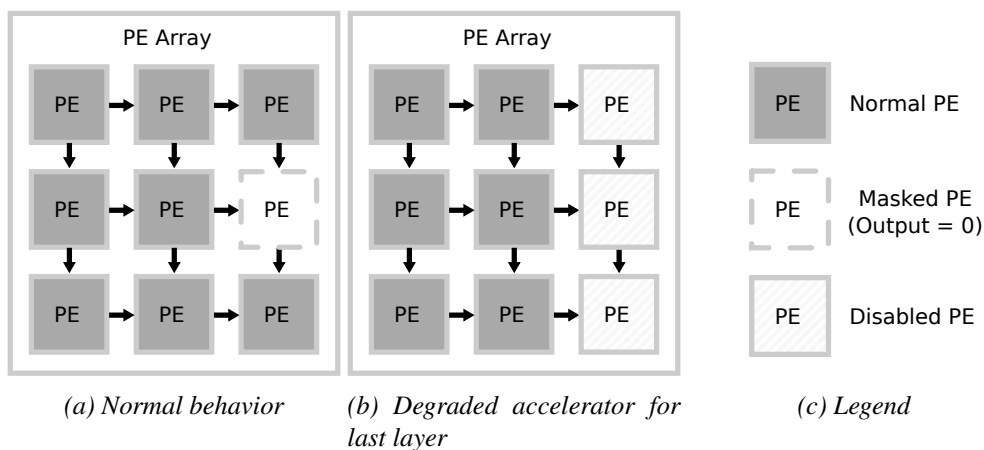 PE Array
PE PE PE
PE PE PE
PE PE PE
(a) Normal behavior
PE Array
PE PE PE
PE PE PE
PE PE PE
(b) Degraded accelerator for
last layer
PE Normal PE
PE Masked PE
(Output = 0)
PE Disabled PE
(c) Legend